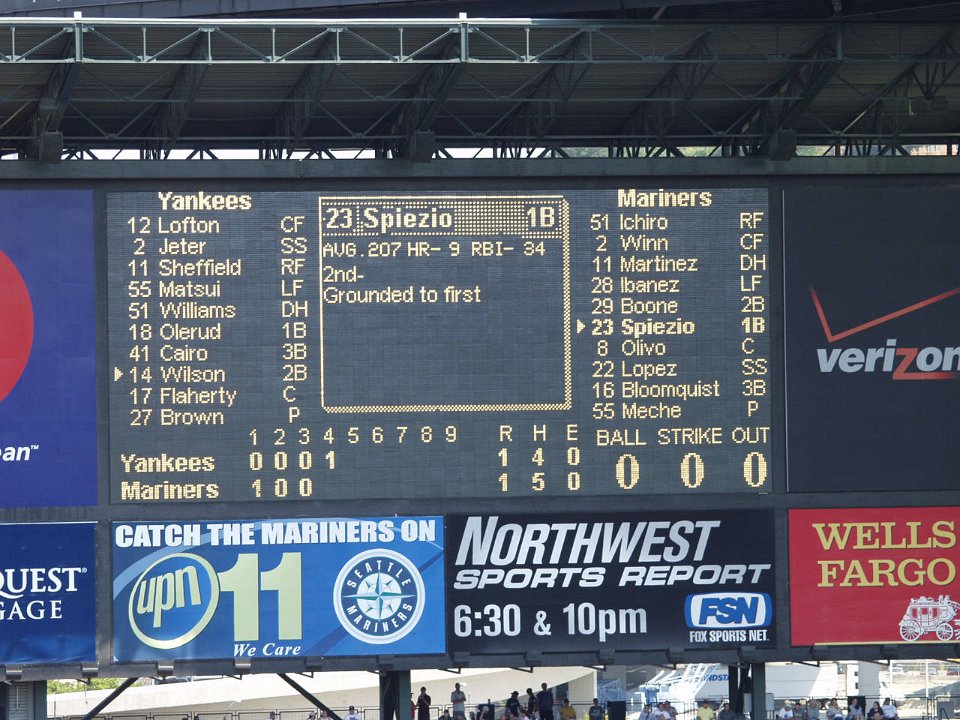 Yankees
12 Lofton CF
2 Jeter SS
11 Sheffield RF
55 Matsui LF
51 Williams DH
18 Olerud 1B
41 Cairo 3B
14 Wilson 2B
17 Flaherty C
27 Brown P
23 Spiezio 1B
AVG.207 HR- 9 RBI- 34
2nd-
Grounded to first
Mariners
51 Ichiro RF
2 Winn CF
11 Martinez DH
28 Ibanez LF
29 Boone 2B
23 Spiezio 1B
8 Olivo C
22 Lopez SS
16 Bloomquist 3B
55 Meche P
1 2 3 4 5 6 7 8 9 R H E
Yankees 0 0 0 1 1 4 0
Mariners 1 0 0 1 5 0
BALL STRIKE OUT
0 0 0
an™
verizon
QUEST®
GAGE
CATCH THE MARINERS ON
upn 11
SEATTLE
MARINERS
We Care
NORTHWEST
SPORTS REPORT
6:30 & 10pm
FSN
FOX SPORTS NET.
WELLS
FARGO